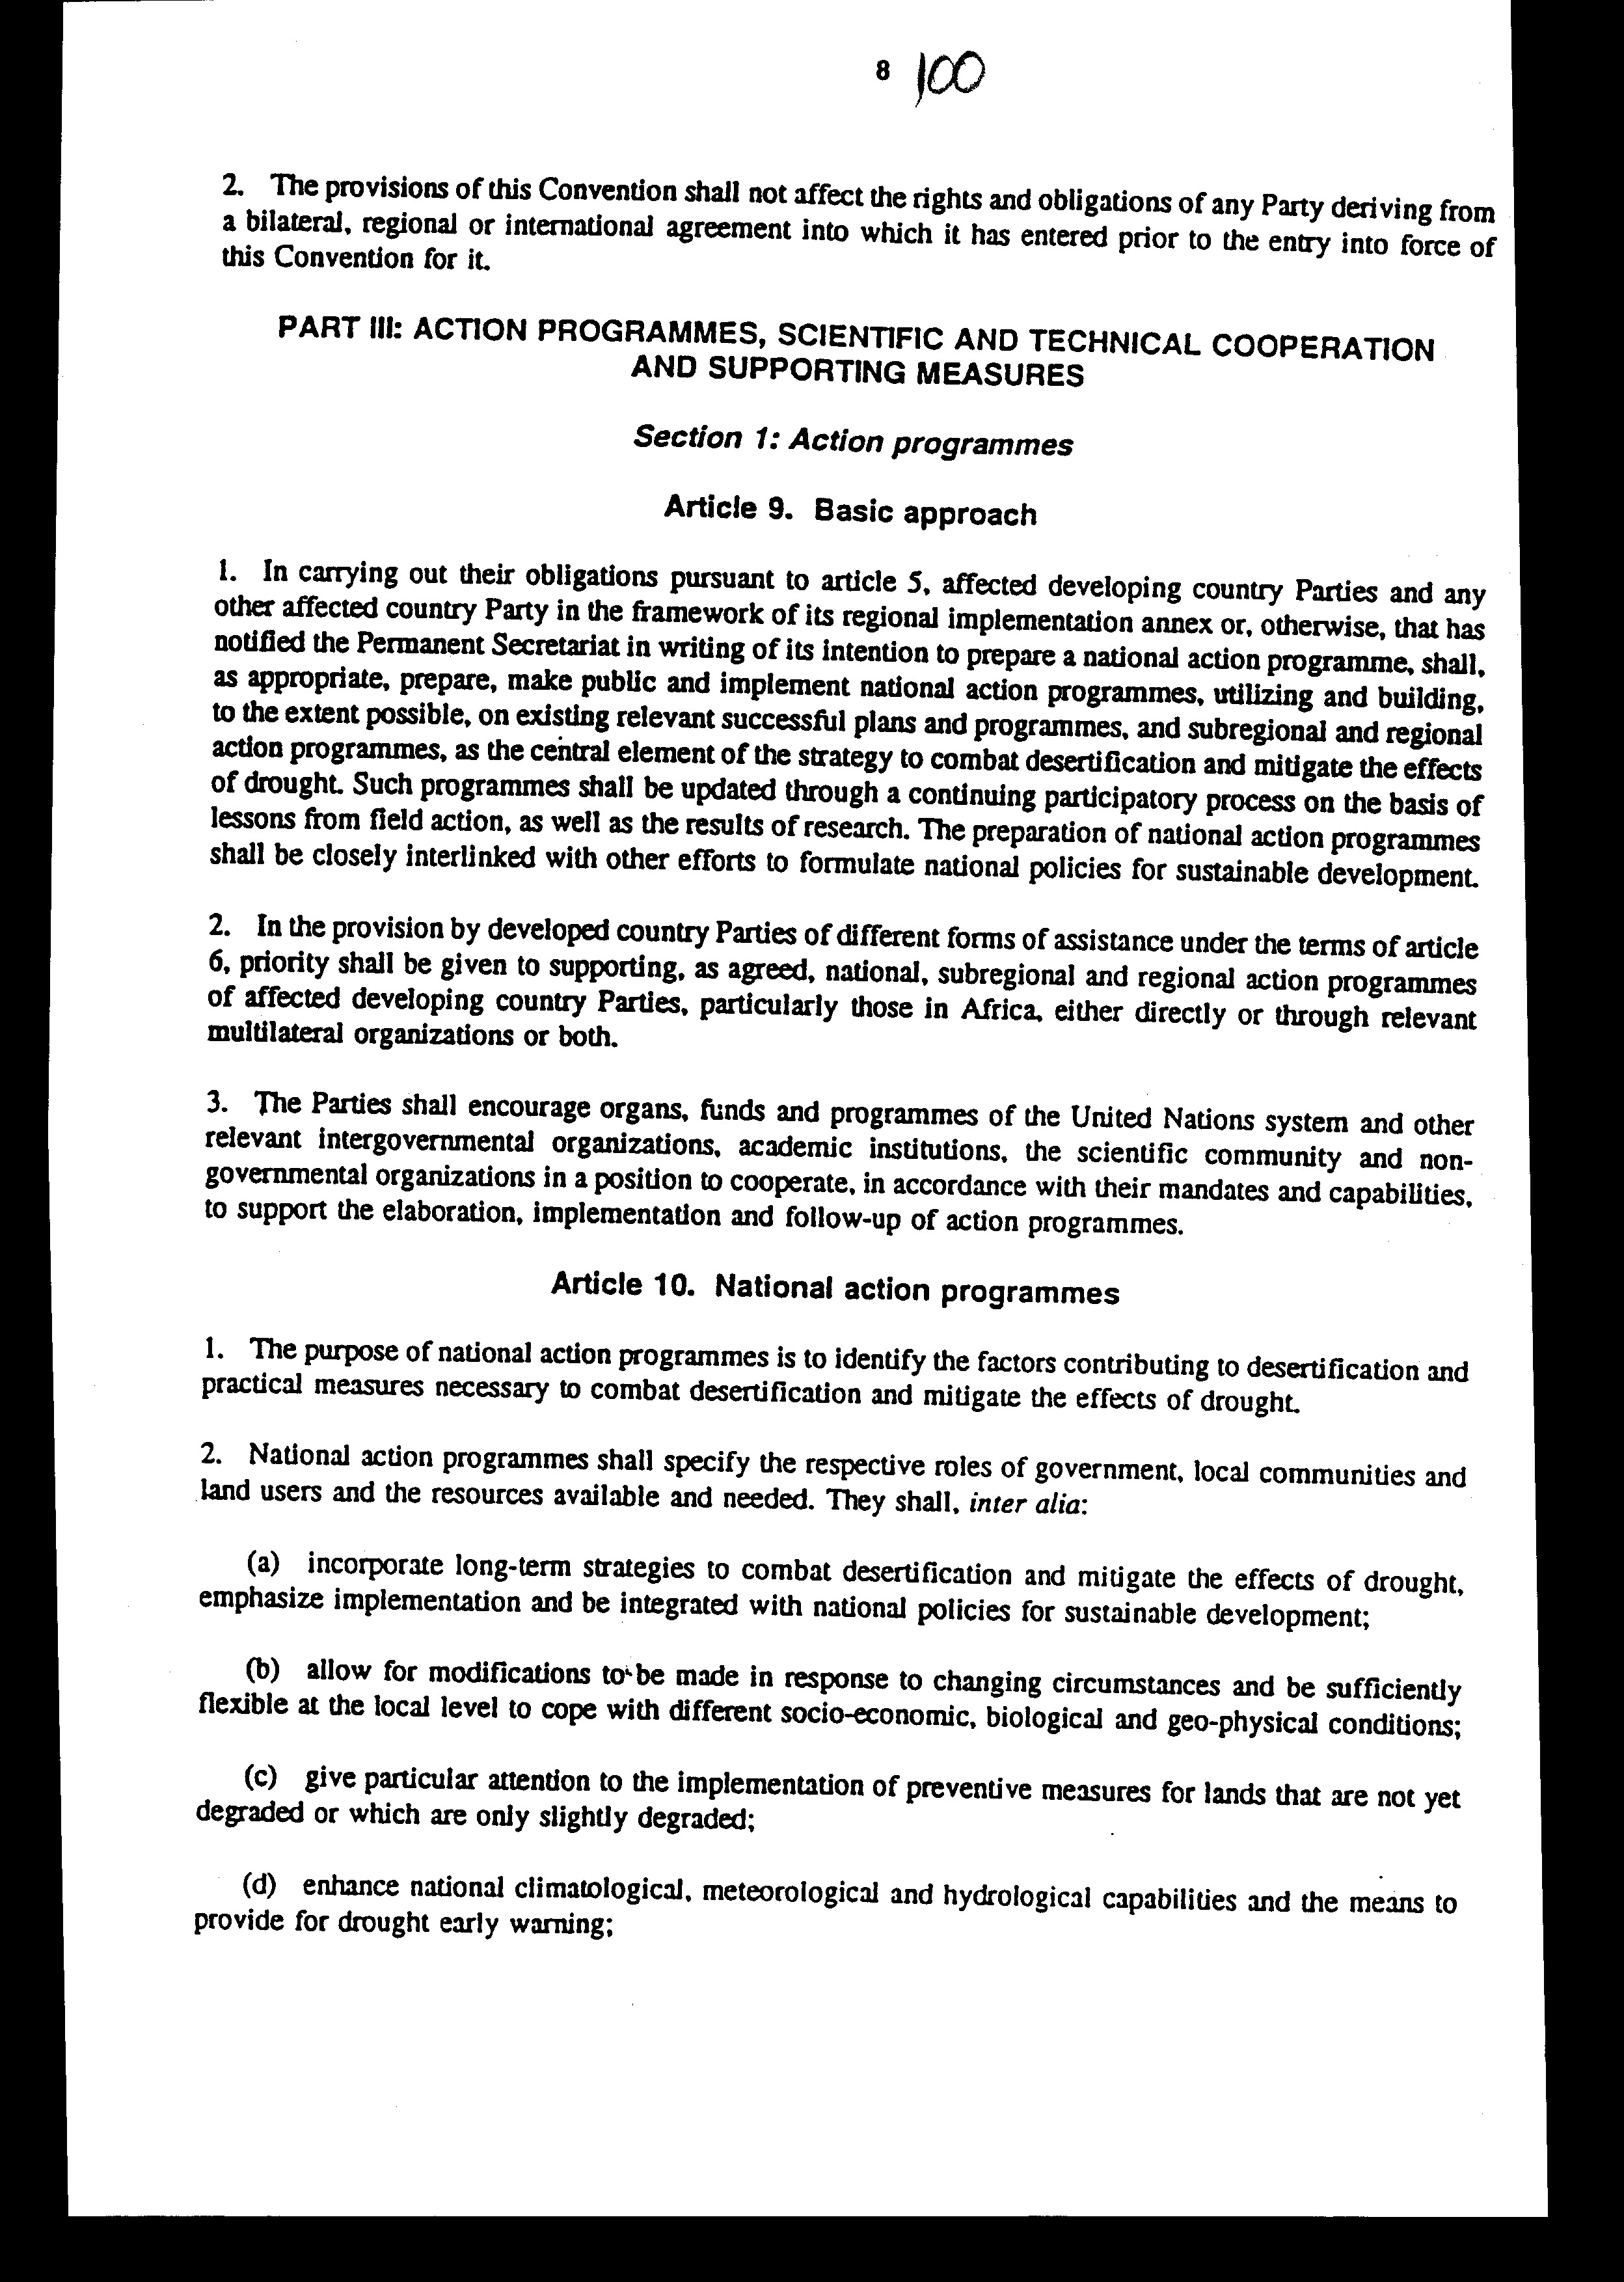 8 100
2. The provisions of this Convention shall not affect the rights and obligations of any Party deriving from
a bilateral, regional or international agreement into which it has entered prior to the entry into force of
this Convention for it.
PART III: ACTION PROGRAMMES, SCIENTIFIC AND TECHNICAL COOPERATION
AND SUPPORTING MEASURES
Section 1: Action programmes
Article 9. Basic approach
1. In carrying out their obligations pursuant to article 5, affected developing country Parties and any
other affected country Party in the framework of its regional implementation annex or, otherwise, that has
notified the Permanent Secretariat in writing of its intention to prepare a national action programme, shall,
as appropriate, prepare, make public and implement national action programmes, utilizing and building,
to the extent possible, on existing relevant successful plans and programmes, and subregional and regional
action programmes, as the central element of the strategy to combat desertification and mitigate the effects
of drought. Such programmes shall be updated through a continuing participatory process on the basis of
lessons from field action, as well as the results of research. The preparation of national action programmes
shall be closely interlinked with other efforts to formulate national policies for sustainable development.
2. In the provision by developed country Parties of different forms of assistance under the terms of article
6, priority shall be given to supporting, as agreed, national, subregional and regional action programmes
of affected developing country Parties, particularly those in Africa, either directly or through relevant
multilateral organizations or both.
3. The Parties shall encourage organs, funds and programmes of the United Nations system and other
relevant intergovernmental organizations, academic institutions, the scientific community and non-
governmental organizations in a position to cooperate, in accordance with their mandates and capabilities,
to support the elaboration, implementation and follow-up of action programmes.
Article 10. National action programmes
1. The purpose of national action programmes is to identify the factors contributing to desertification and
practical measures necessary to combat desertification and mitigate the effects of drought.
2. National action programmes shall specify the respective roles of government, local communities and
land users and the resources available and needed. They shall, inter alia:
(a) incorporate long-term strategies to combat desertification and mitigate the effects of drought,
emphasize implementation and be integrated with national policies for sustainable development;
(b) allow for modifications to be made in response to changing circumstances and be sufficiently
flexible at the local level to cope with different socio-economic, biological and geo-physical conditions;
(c) give particular attention to the implementation of preventive measures for lands that are not yet
degraded or which are only slightly degraded;
(d) enhance national climatological, meteorological and hydrological capabilities and the means to
provide for drought early warning;